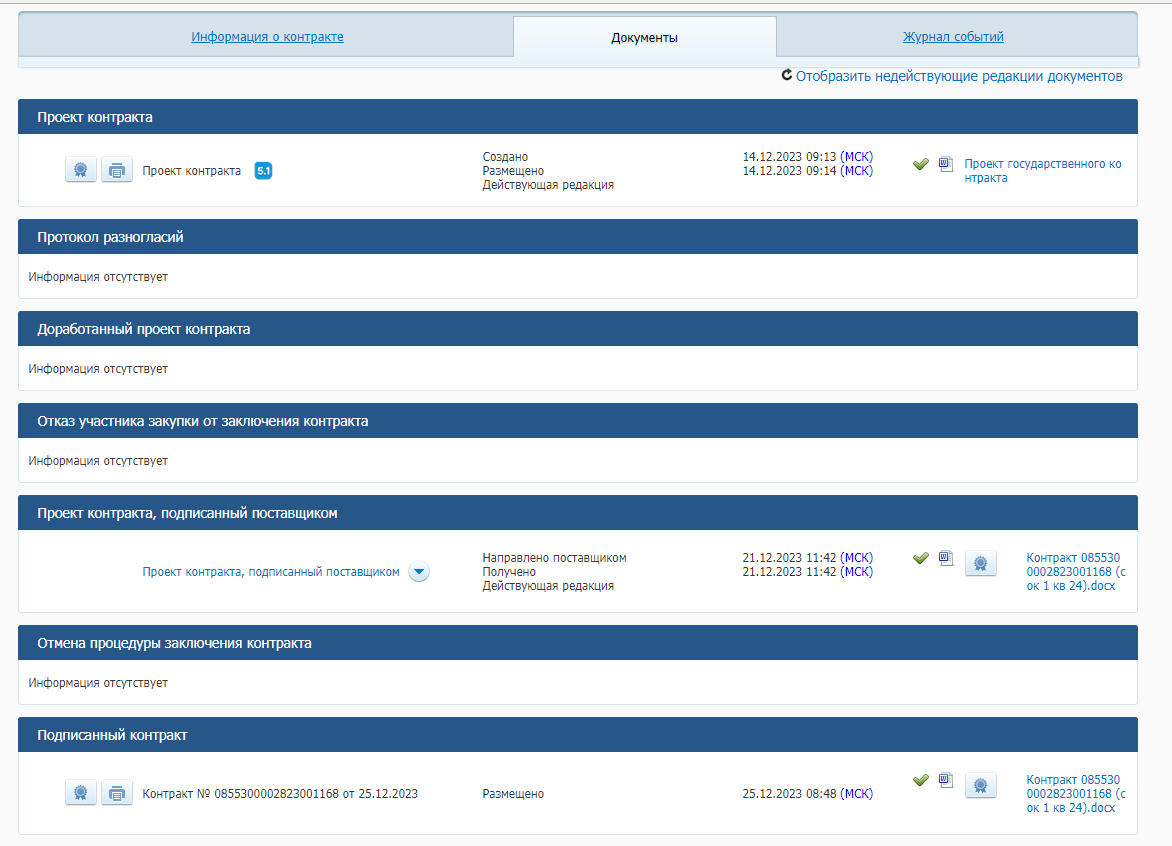 Информация о контракте
Документы
Журнал событий
Отобразить недействующие редакции документов
Проект контракта
Проект контракта
5.1
Создано
Размещено
Действующая редакция
14.12.2023 09:13 (МСК)
14.12.2023 09:14 (МСК)
Проект государственного ко
нтракта
Протокол разногласий
Информация отсутствует
Доработанный проект контракта
Информация отсутствует
Отказ участника закупки от заключения контракта
Информация отсутствует
Проект контракта, подписанный поставщиком
Проект контракта, подписанный поставщиком
Направлено поставщиком
Получено
Действующая редакция
21.12.2023 11:42 (МСК)
21.12.2023 11:42 (МСК)
Контракт 085530
0002823001168 (с
ок 1 кв 24).docx
Отмена процедуры заключения контракта
Информация отсутствует
Подписанный контракт
Контракт № 0855300002823001168 от 25.12.2023
Размещено
25.12.2023 08:48 (МСК)
Контракт 085530
0002823001168 (с
ок 1 кв 24).docx